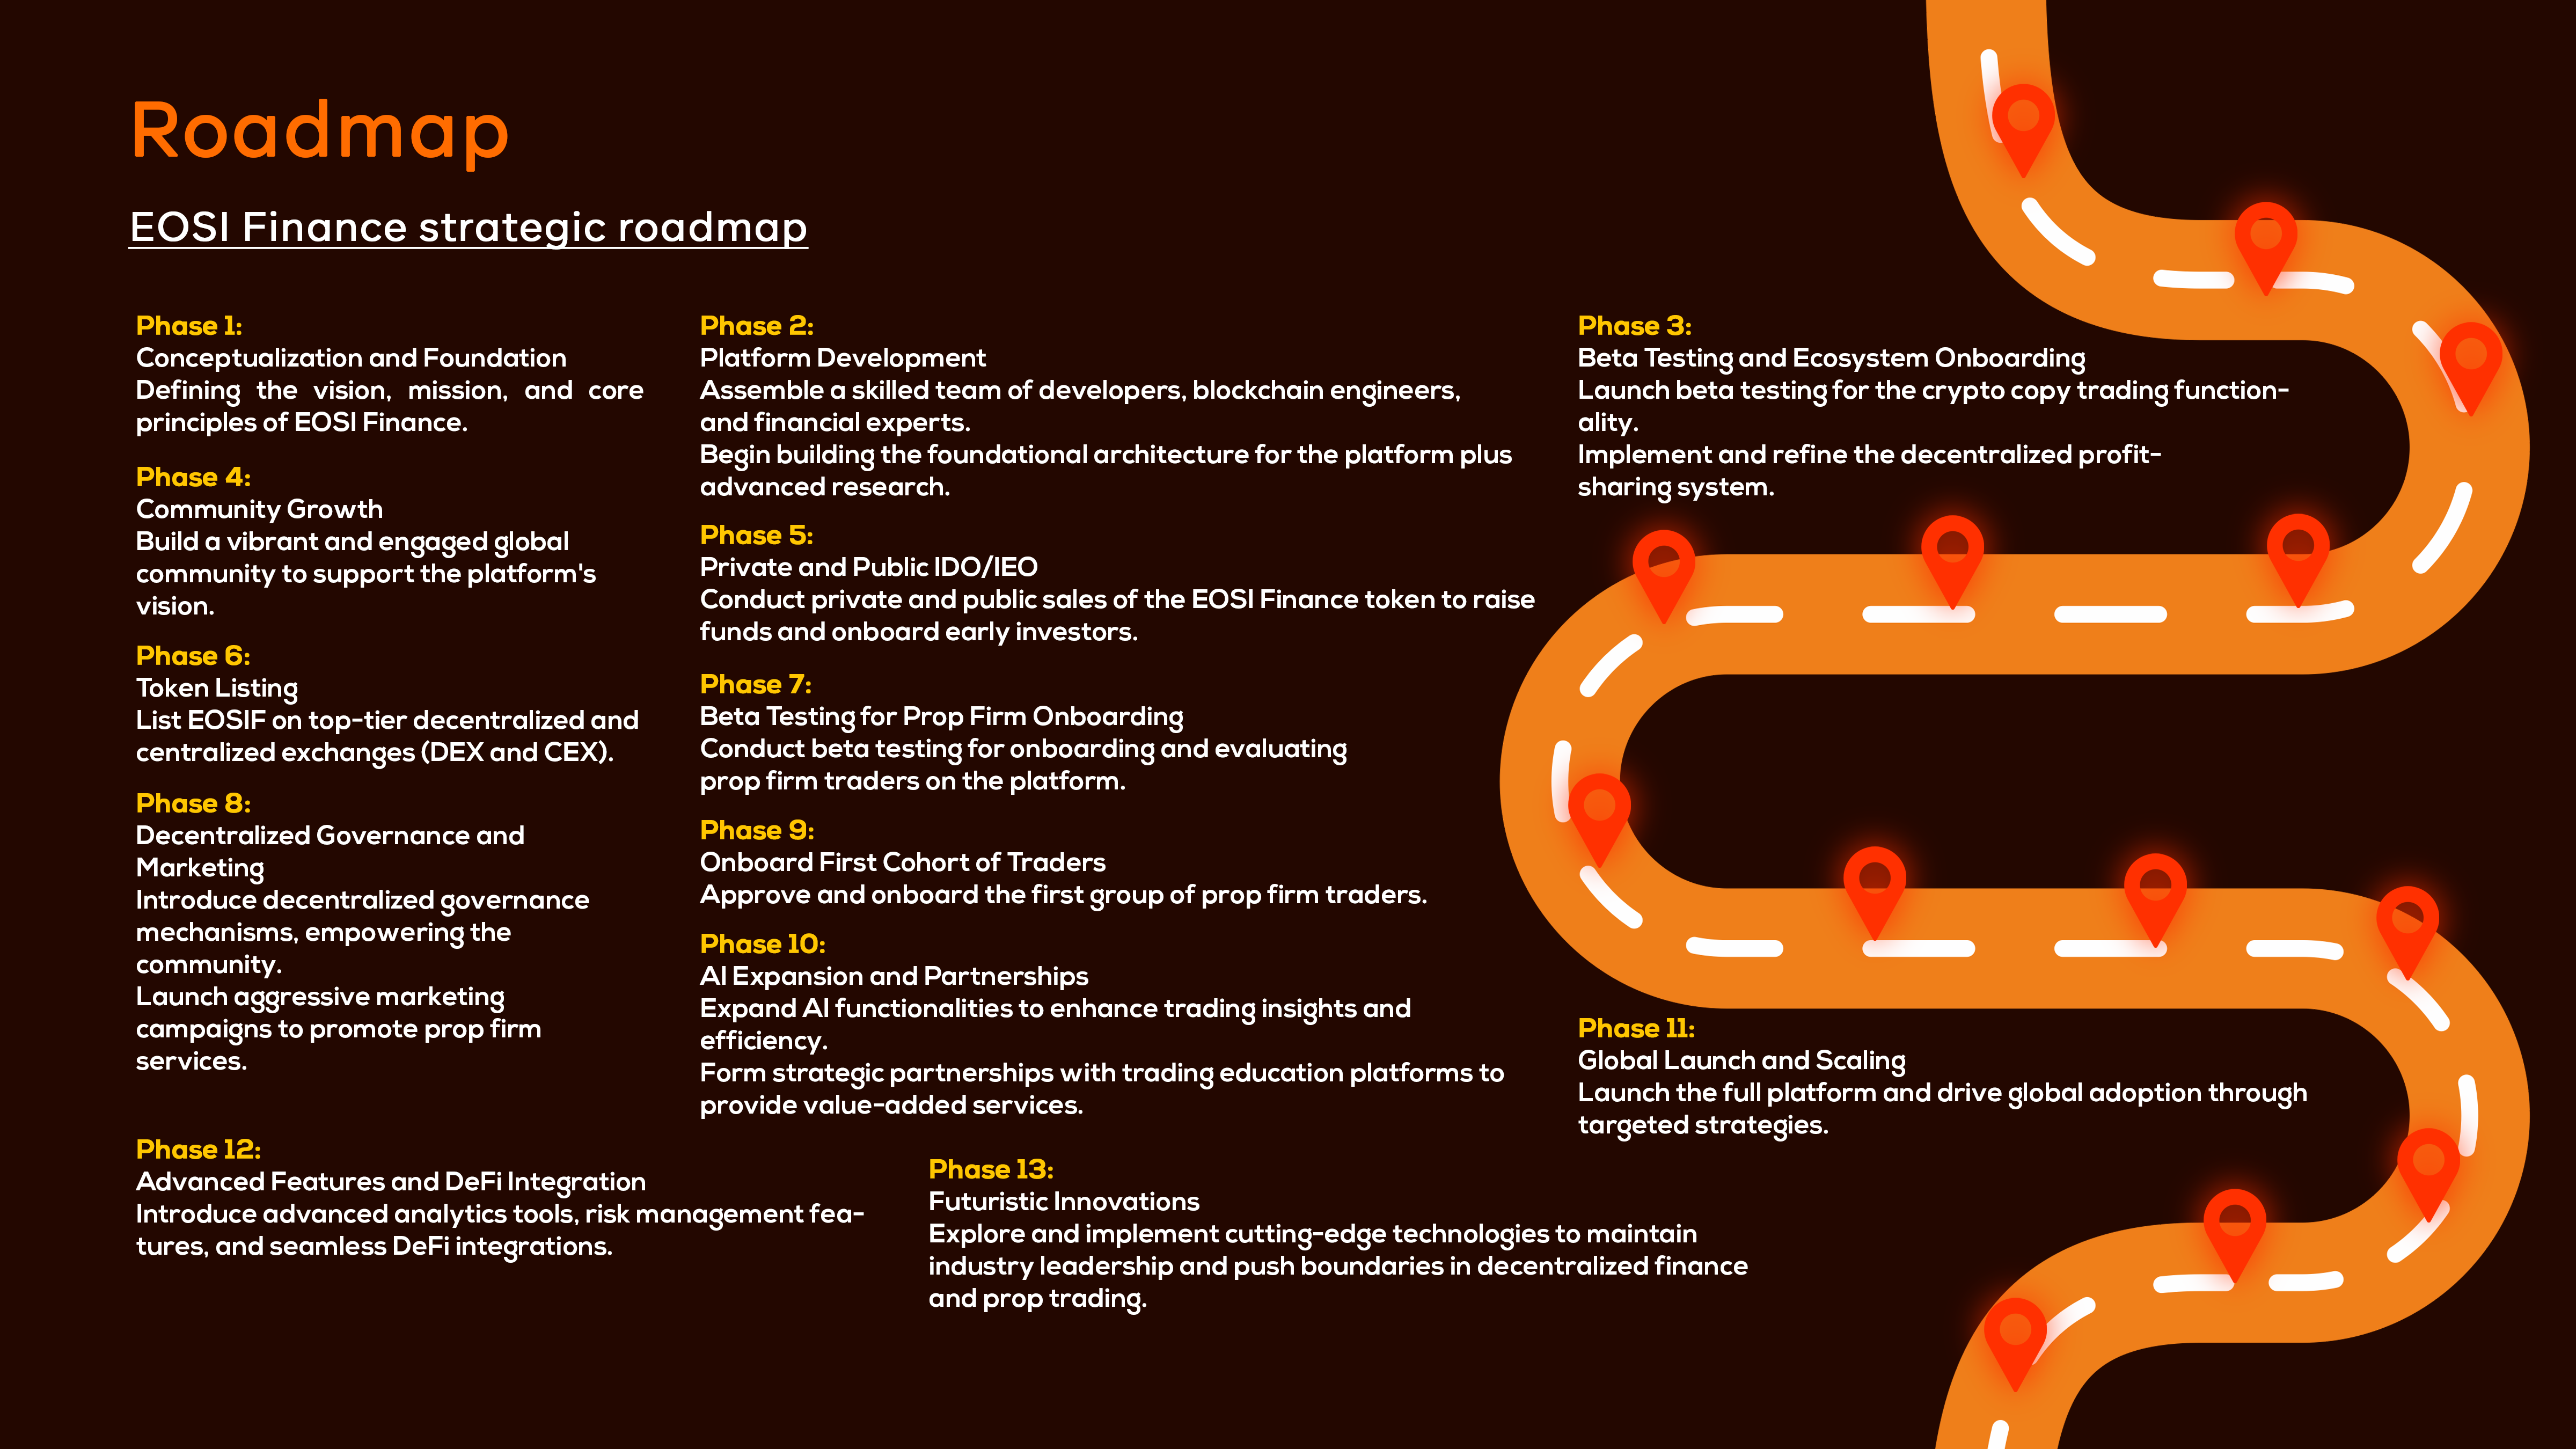 Roadmap
EOSI Finance strategic roadmap
Phase 1:
Conceptualization and Foundation
Defining the vision, mission, and core
principles of EOSI Finance.
Phase 2:
Platform Development
Assemble a skilled team of developers, blockchain engineers,
and financial experts.
Begin building the foundational architecture for the platform plus
advanced research.
Phase 3:
Beta Testing and Ecosystem Onboarding
Launch beta testing for the crypto copy trading function-
ality.
Implement and refine the decentralized profit-
sharing system.
Phase 4:
Community Growth
Build a vibrant and engaged global
community to support the platform's
vision.
Phase 5:
Private and Public IDO/IEO
Conduct private and public sales of the EOSI Finance token to raise
funds and onboard early investors.
Phase 6:
Token Listing
List EOSIF on top-tier decentralized and
centralized exchanges (DEX and CEX).
Phase 7:
Beta Testing for Prop Firm Onboarding
Conduct beta testing for onboarding and evaluating
prop firm traders on the platform.
Phase 8:
Decentralized Governance and
Marketing
Introduce decentralized governance
mechanisms, empowering the
community.
Launch aggressive marketing
campaigns to promote prop firm
services.
Phase 9:
Onboard First Cohort of Traders
Approve and onboard the first group of prop firm traders.
Phase 10:
AI Expansion and Partnerships
Expand AI functionalities to enhance trading insights and
efficiency.
Form strategic partnerships with trading education platforms to
provide value-added services.
Phase 11:
Global Launch and Scaling
Launch the full platform and drive global adoption through
targeted strategies.
Phase 12:
Advanced Features and DeFi Integration
Introduce advanced analytics tools, risk management fea-
tures, and seamless DeFi integrations.
Phase 13:
Futuristic Innovations
Explore and implement cutting-edge technologies to maintain
industry leadership and push boundaries in decentralized finance
and prop trading.